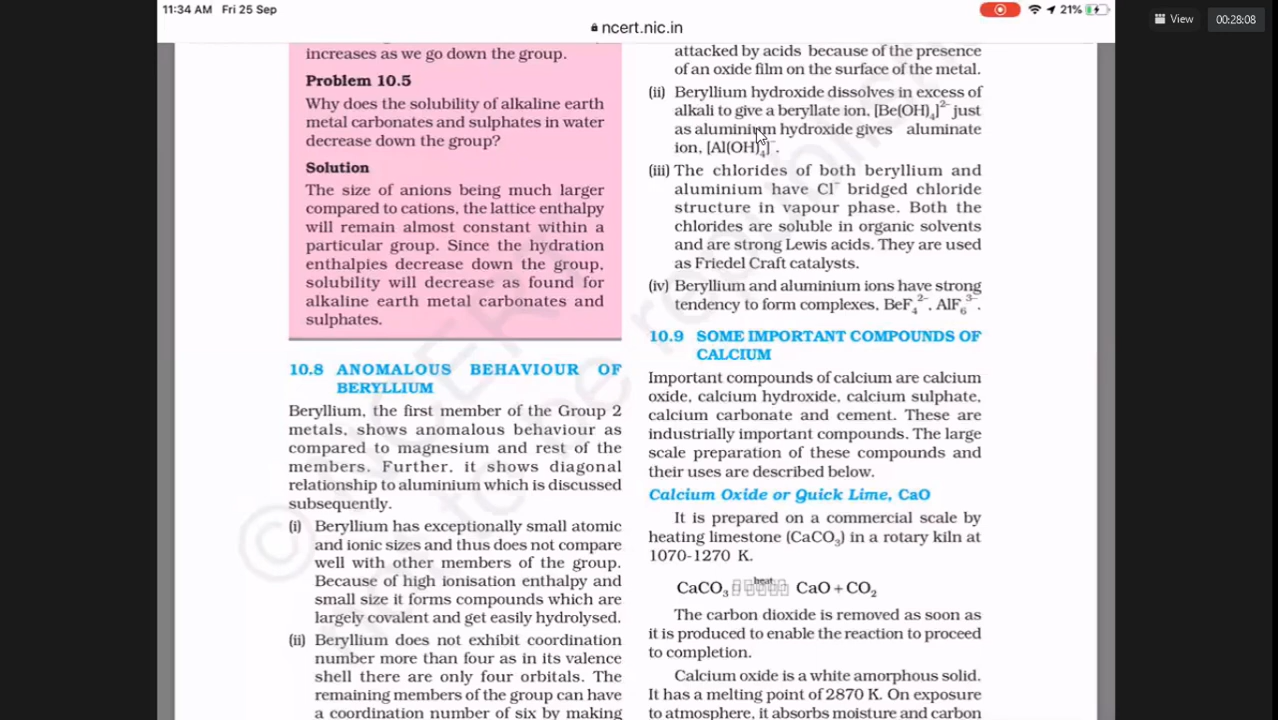 11:34 AM Fri 25 Sep
21%
View
00:28:08
ncert.nic.in
increases as we go down the group.
Problem 10.5
Why does the solubility of alkaline earth
metal carbonates and sulphates in water
decrease down the group?
Solution
The size of anions being much larger
compared to cations, the lattice enthalpy
will remain almost constant within a
particular group. Since the hydration
enthalpies decrease down the group,
solubility will decrease as found for
alkaline earth metal carbonates and
sulphates.
10.8 ANOMALOUS BEHAVIOUR OF
BERYLLIUM
Beryllium, the first member of the Group 2
metals, shows anomalous behaviour as
compared to magnesium and rest of the
members. Further, it shows diagonal
relationship to aluminium which is discussed
subsequently.
(i) Beryllium has exceptionally small atomic
and ionic sizes and thus does not compare
well with other members of the group.
Because of high ionisation enthalpy and
small size it forms compounds which are
largely covalent and get easily hydrolysed.
(ii) Beryllium does not exhibit coordination
number more than four as in its valence
shell there are only four orbitals. The
remaining members of the group can have
a coordination number of six by making
attacked by acids because of the presence
of an oxide film on the surface of the metal.
(ii) Beryllium hydroxide dissolves in excess of
alkali to give a beryllate ion, [Be(OH)₄]²⁻ just
as aluminium hydroxide gives aluminate
ion, [Al(OH)₄]⁻.
(iii) The chlorides of both beryllium and
aluminium have Cl⁻ bridged chloride
structure in vapour phase. Both the
chlorides are soluble in organic solvents
and are strong Lewis acids. They are used
as Friedel Craft catalysts.
(iv) Beryllium and aluminium ions have strong
tendency to form complexes, BeF₄²⁻, AlF₆³⁻.
10.9 SOME IMPORTANT COMPOUNDS OF
CALCIUM
Important compounds of calcium are calcium
oxide, calcium hydroxide, calcium sulphate,
calcium carbonate and cement. These are
industrially important compounds. The large
scale preparation of these compounds and
their uses are described below.
Calcium Oxide or Quick Lime, CaO
It is prepared on a commercial scale by
heating limestone (CaCO₃) in a rotary kiln at
1070-1270 K.
CaCO₃ heat CaO + CO₂
The carbon dioxide is removed as soon as
it is produced to enable the reaction to proceed
to completion.
Calcium oxide is a white amorphous solid.
It has a melting point of 2870 K. On exposure
to atmosphere, it absorbs moisture and carbon